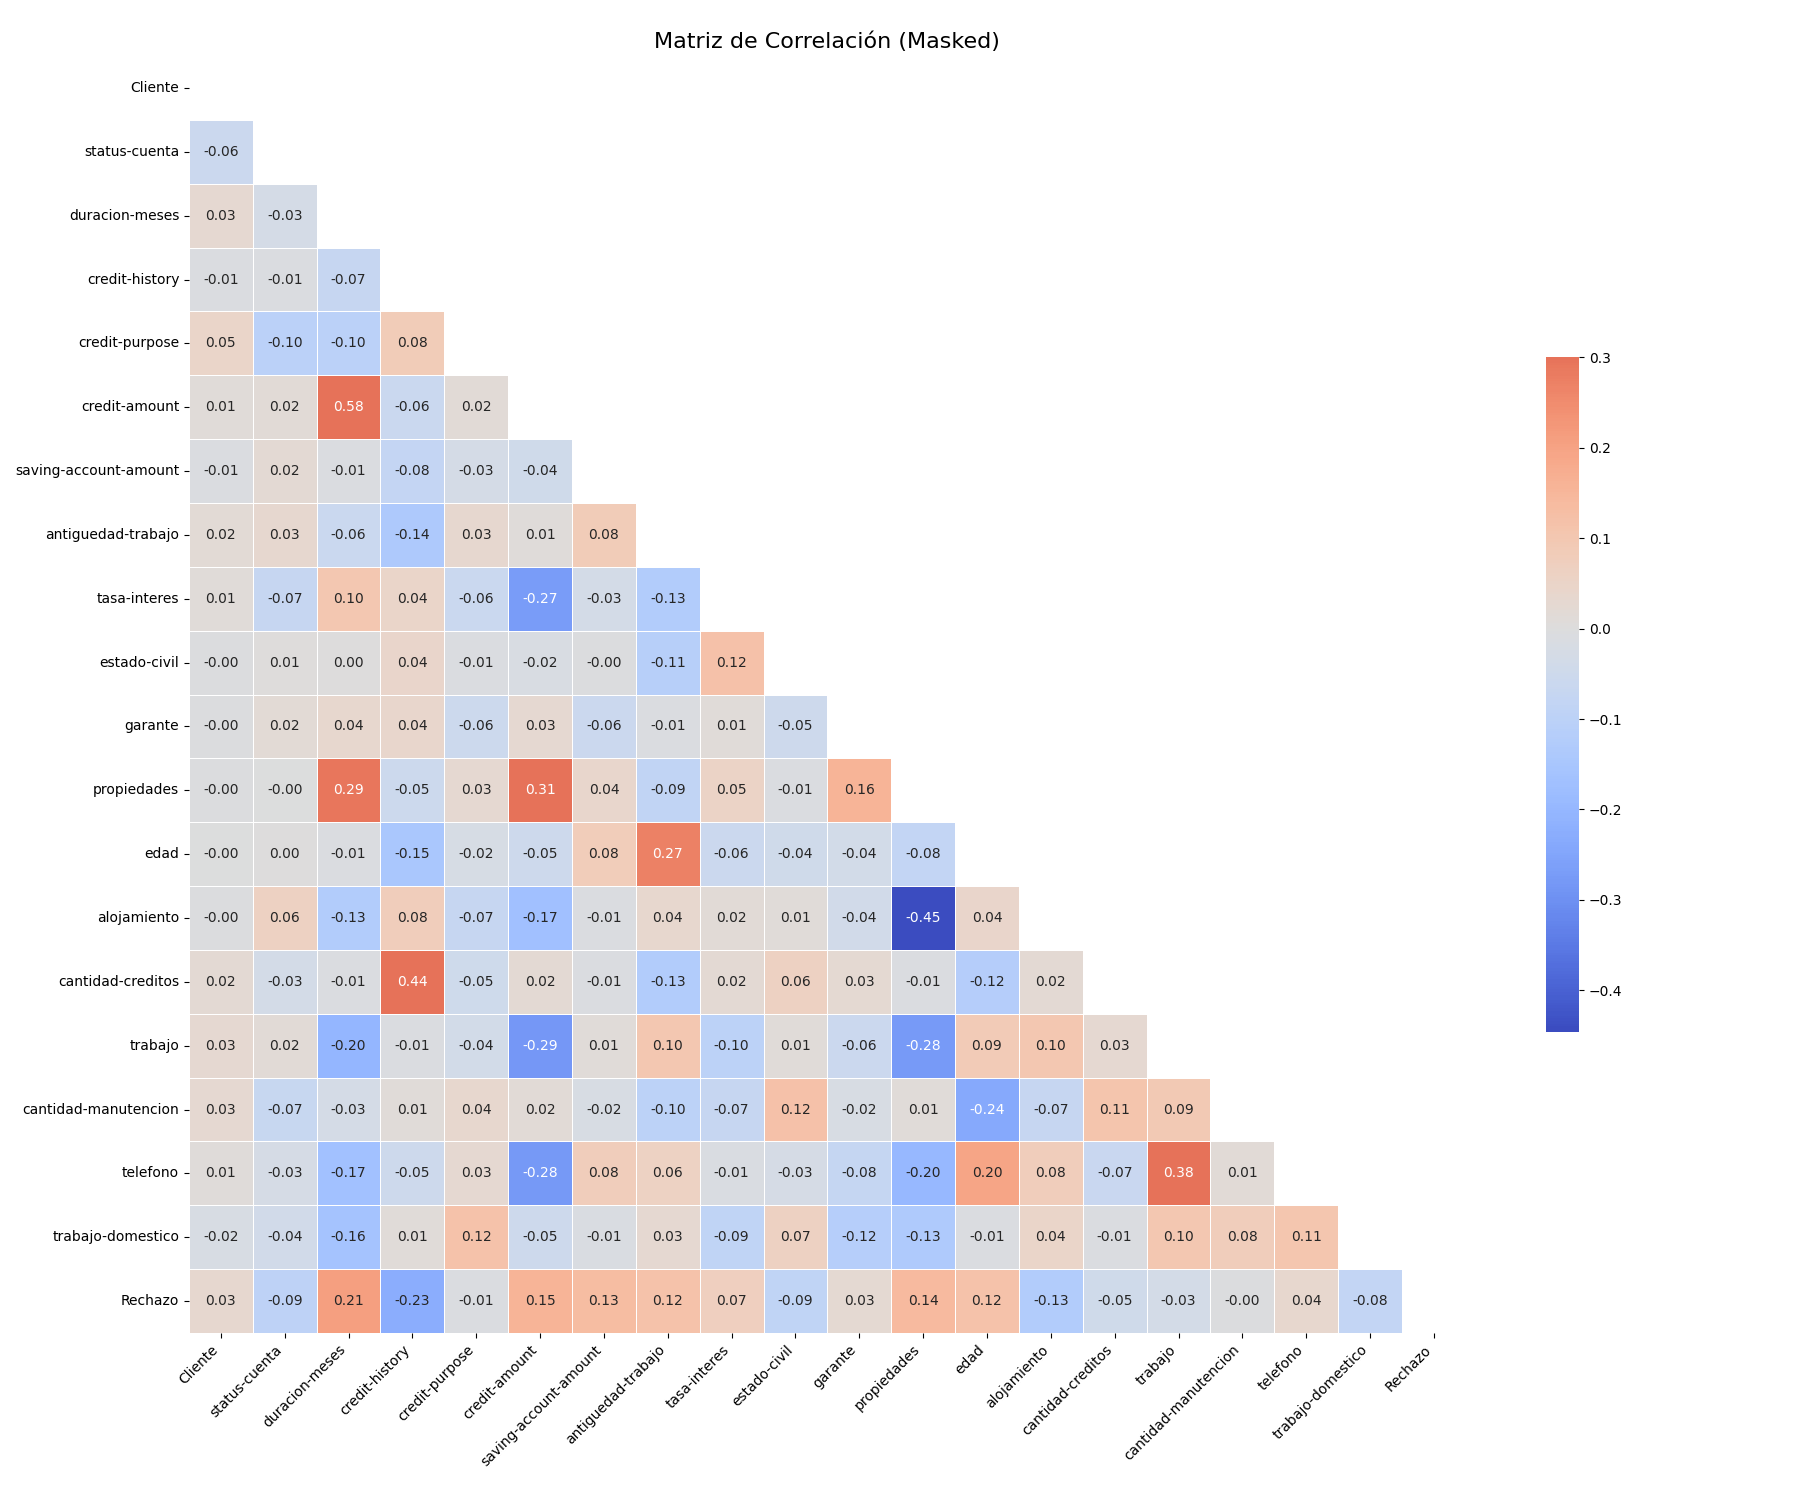 Matriz de Correlación (Masked)
Cliente
status-cuenta -0.06
duracion-meses 0.03 -0.03
credit-history -0.01 -0.01 -0.07
credit-purpose 0.05 -0.10 -0.10 0.08
credit-amount 0.01 0.02 0.58 -0.06 0.02
saving-account-amount -0.01 0.02 -0.01 -0.08 -0.03 -0.04
antiguedad-trabajo 0.02 0.03 -0.06 -0.14 0.03 0.01 0.08
tasa-interes 0.01 -0.07 0.10 0.04 -0.06 -0.27 -0.03 -0.13
estado-civil -0.00 0.01 0.00 0.04 -0.01 -0.02 -0.00 -0.11 0.12
garante -0.00 0.02 0.04 0.04 -0.06 0.03 -0.06 -0.01 0.01 -0.05
propiedades -0.00 -0.00 0.29 -0.05 0.03 0.31 0.04 -0.09 0.05 -0.01 0.16
edad -0.00 0.00 -0.01 -0.15 -0.02 -0.05 0.08 0.27 -0.06 -0.04 -0.04 -0.08
alojamiento -0.00 0.06 -0.13 0.08 -0.07 -0.17 -0.01 0.04 0.02 0.01 -0.04 -0.45 0.04
cantidad-creditos 0.02 -0.03 -0.01 0.44 -0.05 0.02 -0.01 -0.13 0.02 0.06 0.03 -0.01 -0.12 0.02
trabajo 0.03 0.02 -0.20 -0.01 -0.04 -0.29 0.01 0.10 -0.10 0.01 -0.06 -0.28 0.09 0.10 0.03
cantidad-manutencion 0.03 -0.07 -0.03 0.01 0.04 0.02 -0.02 -0.10 -0.07 0.12 -0.02 0.01 -0.24 -0.07 0.11 0.09
telefono 0.01 -0.03 -0.17 -0.05 0.03 -0.28 0.08 0.06 -0.01 -0.03 -0.08 -0.20 0.20 0.08 -0.07 0.38 0.01
trabajo-domestico -0.02 -0.04 -0.16 0.01 0.12 -0.05 -0.01 0.03 -0.09 0.07 -0.12 -0.13 -0.01 0.04 -0.01 0.10 0.08 0.11
Rechazo 0.03 -0.09 0.21 -0.23 -0.01 0.15 0.13 0.12 0.07 -0.09 0.03 0.14 0.12 -0.13 -0.05 -0.03 -0.00 0.04 -0.08
Cliente
status-cuenta
duracion-meses
credit-history
credit-purpose
credit-amount
saving-account-amount
antiguedad-trabajo
tasa-interes
estado-civil
garante
propiedades
edad
alojamiento
cantidad-creditos
trabajo
cantidad-manutencion
telefono
trabajo-domestico
Rechazo
0.3
0.2
0.1
0.0
−0.1
−0.2
−0.3
−0.4